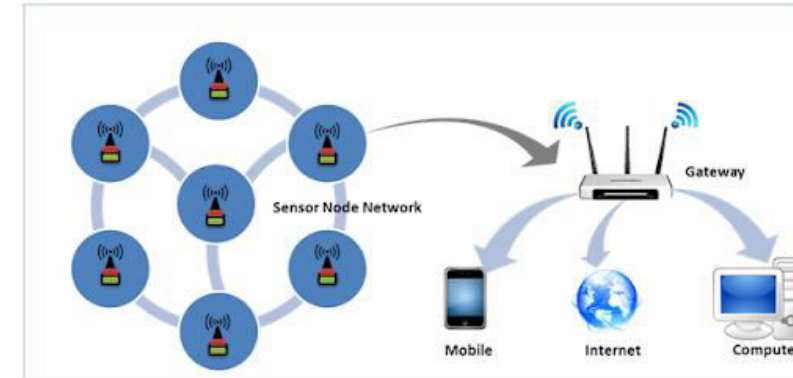 Gateway
Sensor Node Network
Mobile
Internet
Compute